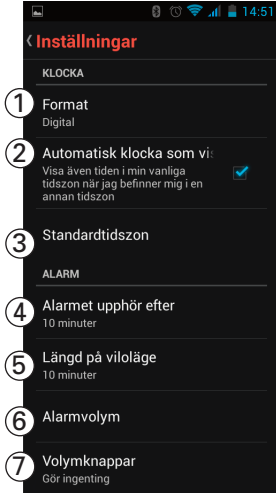 14:51
Inställningar
KLOCKA
1 Format
Digital
2 Automatisk klocka som vi
Visa även tiden i min vanliga
tidszon när jag befinner mig i en
annan tidszon
3 Standardtidszon
ALARM
4 Alarmet upphör efter
10 minuter
5 Längd på viloläge
10 minuter
6 Alarmvolym
7 Volymknappar
Gör ingenting